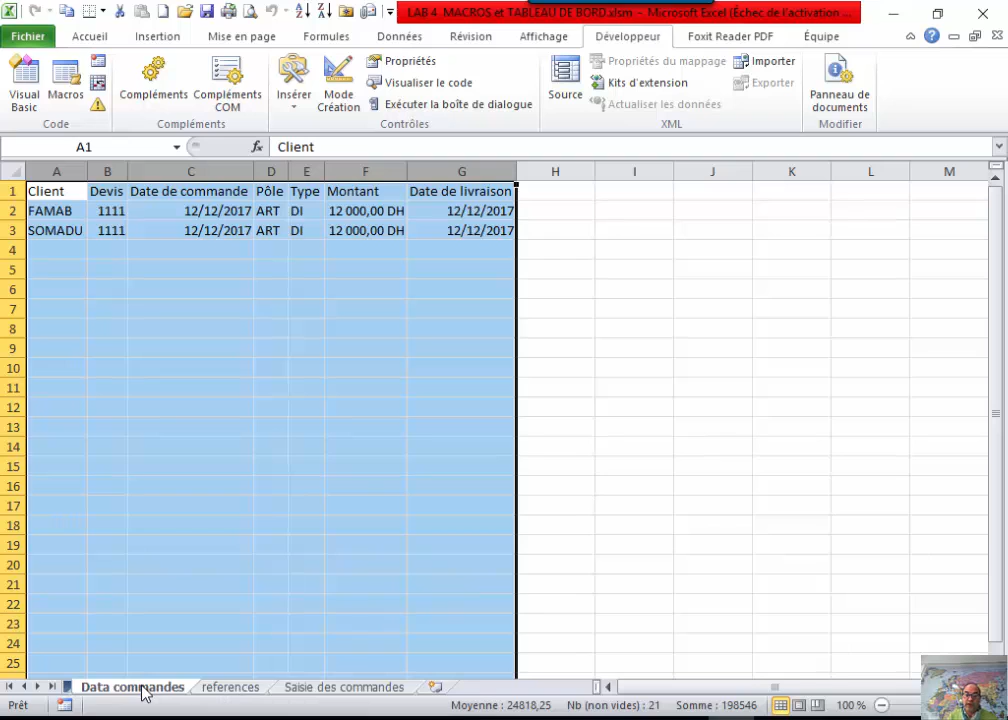 LAB 4 -MACROS et TABLEAU DE BORD.xlsm - Microsoft Excel (Échec de l'activation ...
Fichier Accueil Insertion Mise en page Formules Données Révision Affichage Développeur Foxit Reader PDF Équipe
Visual Basic
Macros
Code
Compléments
Compléments COM
Compléments
Insérer
Mode Création
Propriétés
Visualiser le code
Exécuter la boîte de dialogue
Contrôles
Source
Propriétés du mappage
Kits d'extension
Actualiser les données
Importer
Exporter
XML
Panneau de documents
Modifier
A1 fx Client
A B C D E F G H I J K L M
1 Client Devis Date de commande Pôle Type Montant Date de livraison
2 FAMAB 1111 12/12/2017 ART DI 12 000,00 DH 12/12/2017
3 SOMADU 1111 12/12/2017 ART DI 12 000,00 DH 12/12/2017
4
5
6
7
8
9
10
11
12
13
14
15
16
17
18
19
20
21
22
23
24
25
Data commandes references Saisie des commandes
Prêt Moyenne : 24818,25 Nb (non vides) : 21 Somme : 198546 100 %